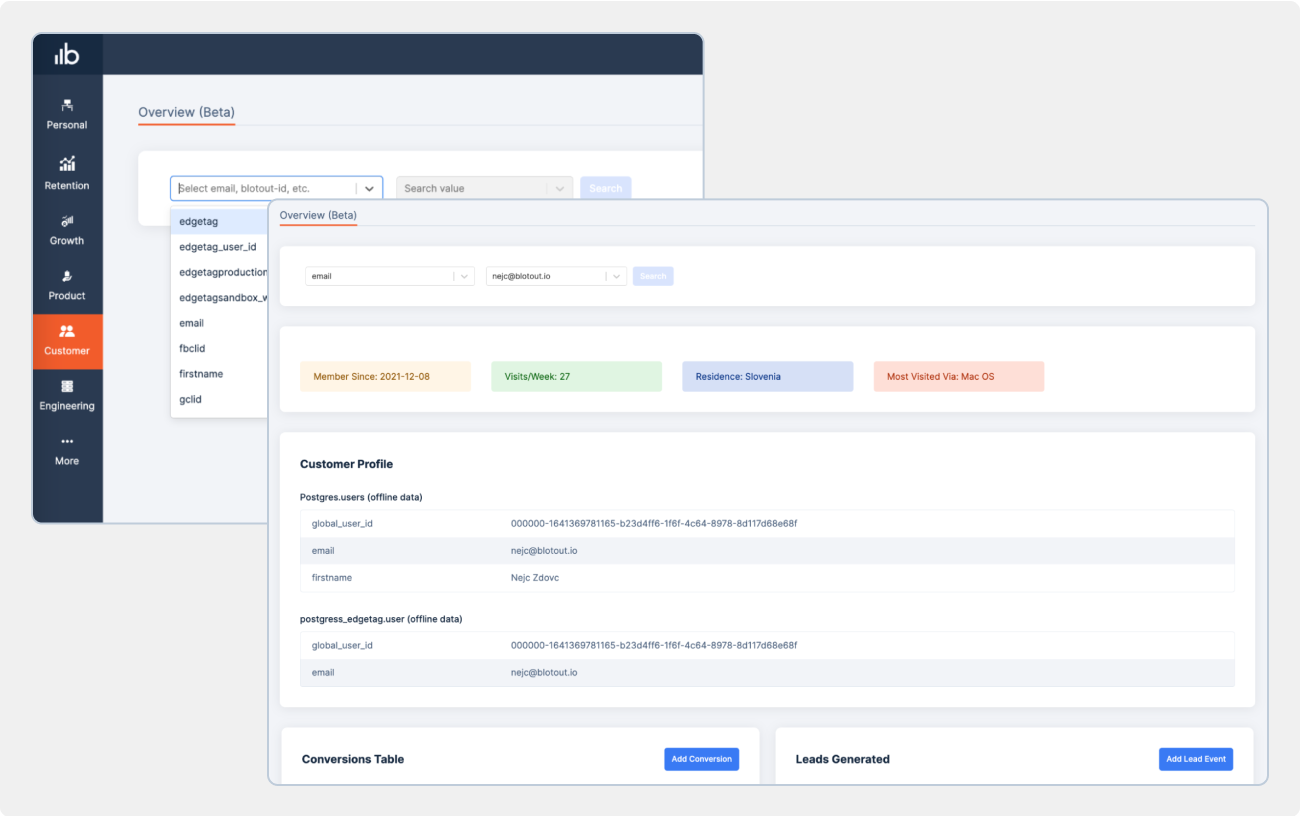 ıb
Overview (Beta)
Personal
Retention
Growth
Product
Customer
Engineering
More
Select email, blotout-id, etc.
Search value
Search
edgetag
edgetag_user_id
edgetagproduction
edgetagsandbox_w
email
fbclid
firstname
gclid
Overview (Beta)
email
nejc@blotout.io
Search
Member Since: 2021-12-08
Visits/Week: 27
Residence: Slovenia
Most Visited Via: Mac OS
Customer Profile
Postgres.users (offline data)
global_user_id 000000-1641369781165-b23d4ff6-1f6f-4c64-8978-8d117d68e68f
email nejc@blotout.io
firstname Nejc Zdovc
postgress_edgetag.user (offline data)
global_user_id 000000-1641369781165-b23d4ff6-1f6f-4c64-8978-8d117d68e68f
email nejc@blotout.io
Conversions Table
Add Conversion
Leads Generated
Add Lead Event